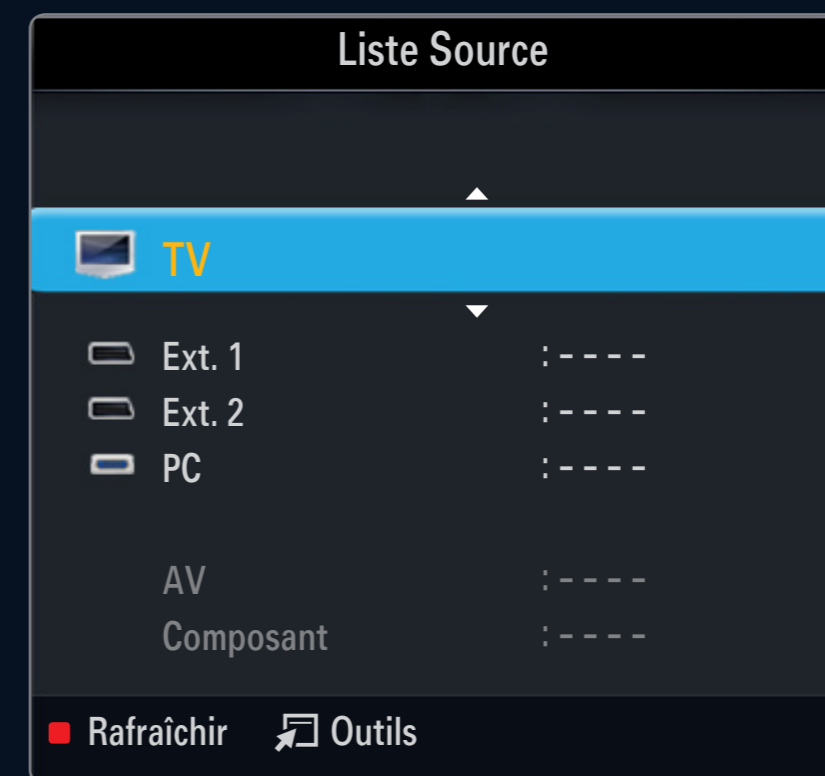 Liste Source
TV
Ext. 1 : - - - -
Ext. 2 : - - - -
PC : - - - -
AV : - - - -
Composant : - - - -
Rafraîchir Outils